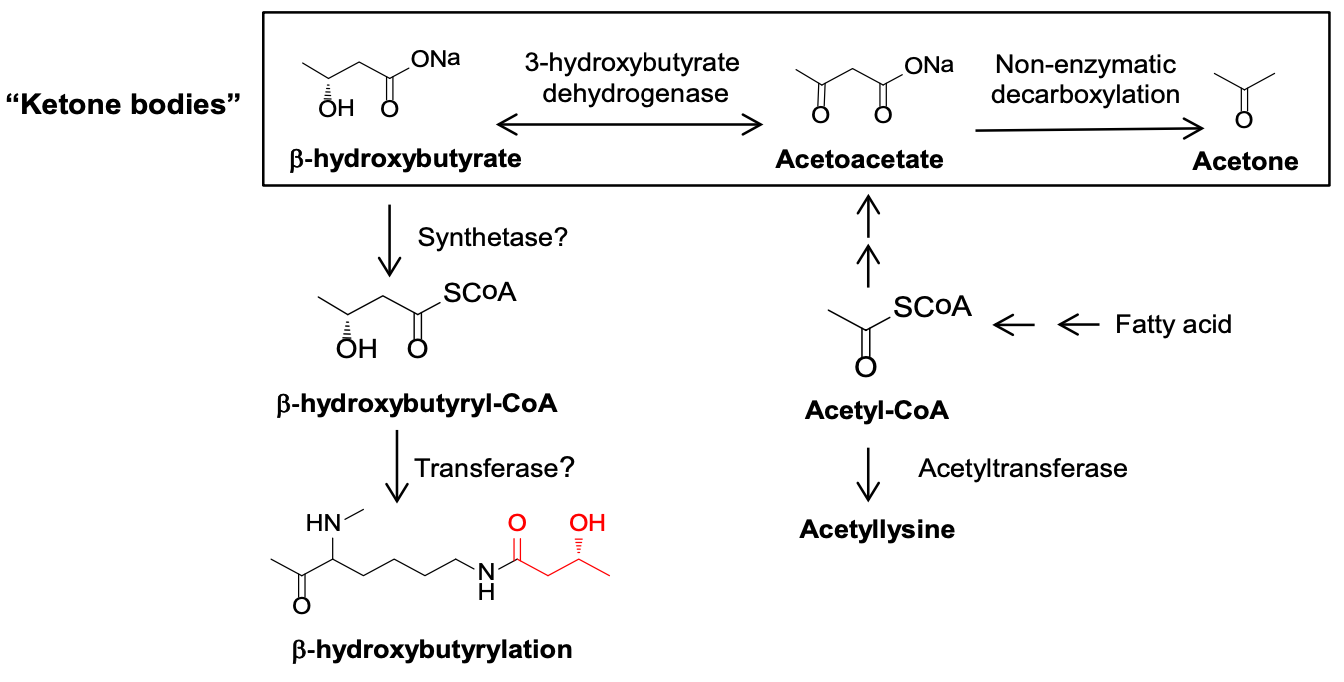 “Ketone bodies”
ONa
OH
O
β-hydroxybutyrate
3-hydroxybutyrate
dehydrogenase
ONa
O
O
Acetoacetate
Non-enzymatic
decarboxylation
O
Acetone
Synthetase?
SCoA
OH
O
β-hydroxybutyryl-CoA
SCoA
O
Acetyl-CoA
Fatty acid
Transferase?
Acetyltransferase
HN
O
N
H
O
OH
β-hydroxybutyrylation
Acetyllysine